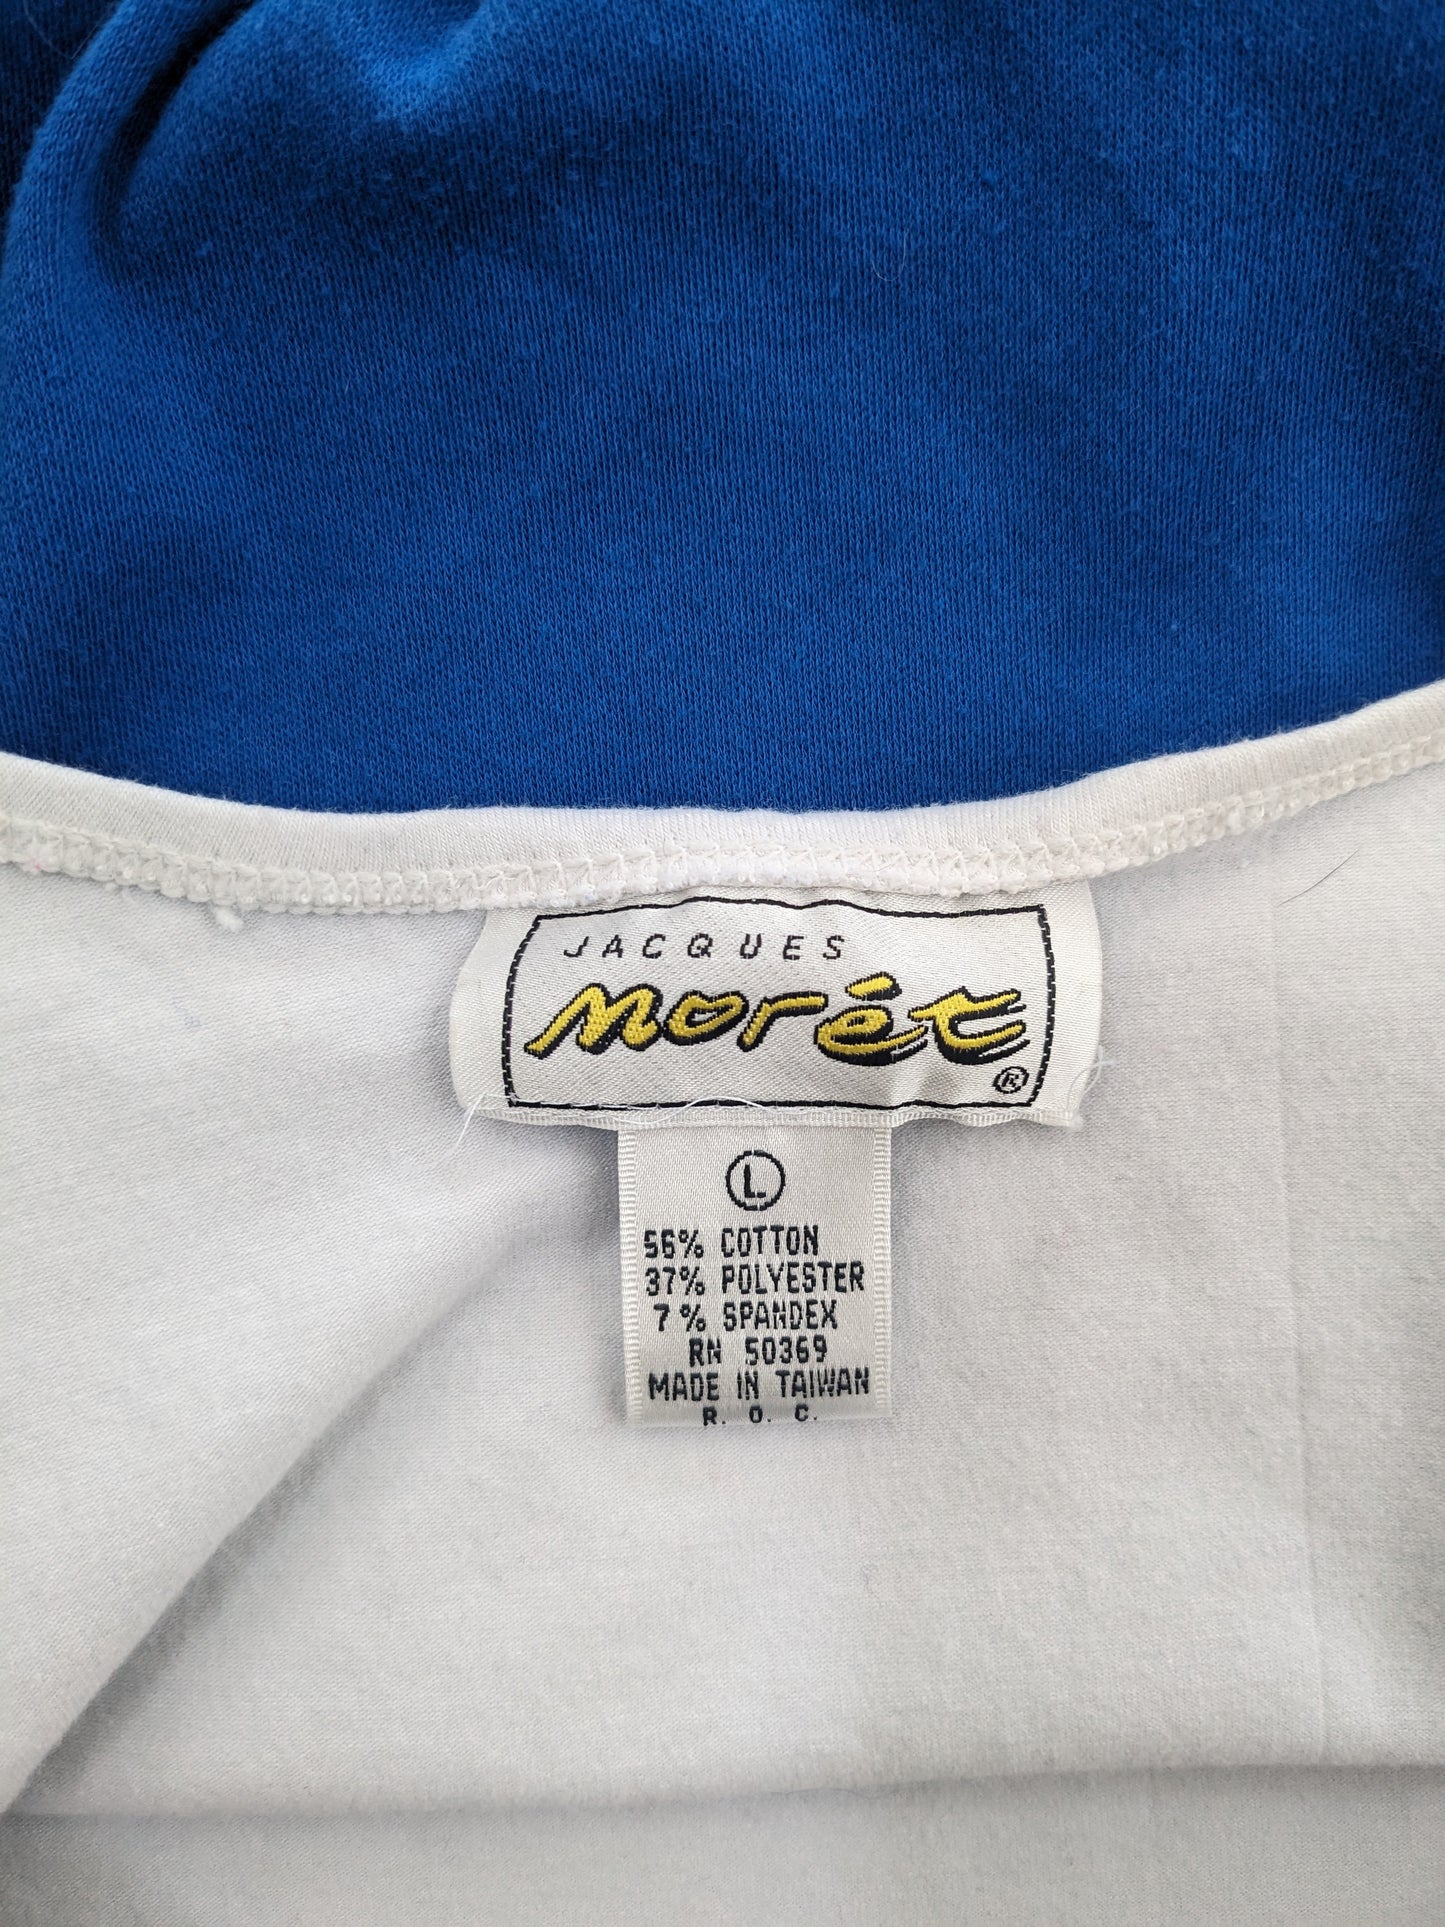 JACQUES
morét
®
L
56% COTTON
37% POLYESTER
7% SPANDEX
RN 50369
MADE IN TAIWAN
R. O. C.